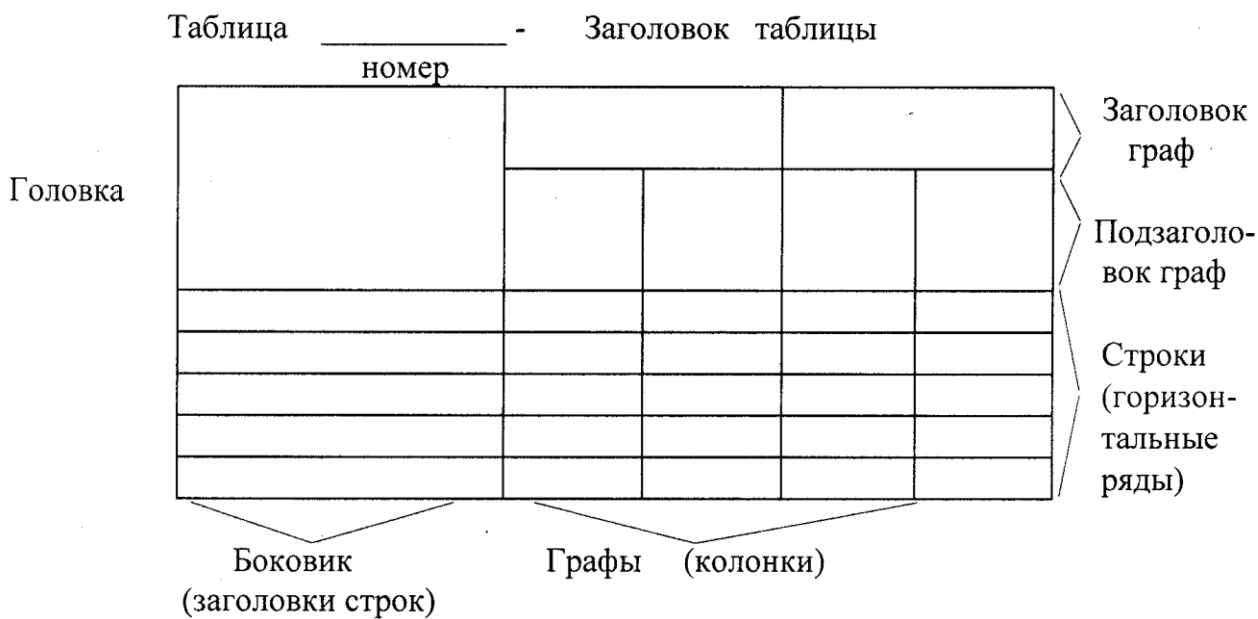 Таблица ____________ - Заголовок таблицы
номер
Заголовок
граф
Головка
Подзаголо-
вок граф
Строки
(горизон-
тальные
ряды)
Боковик
(заголовки строк)
Графы (колонки)